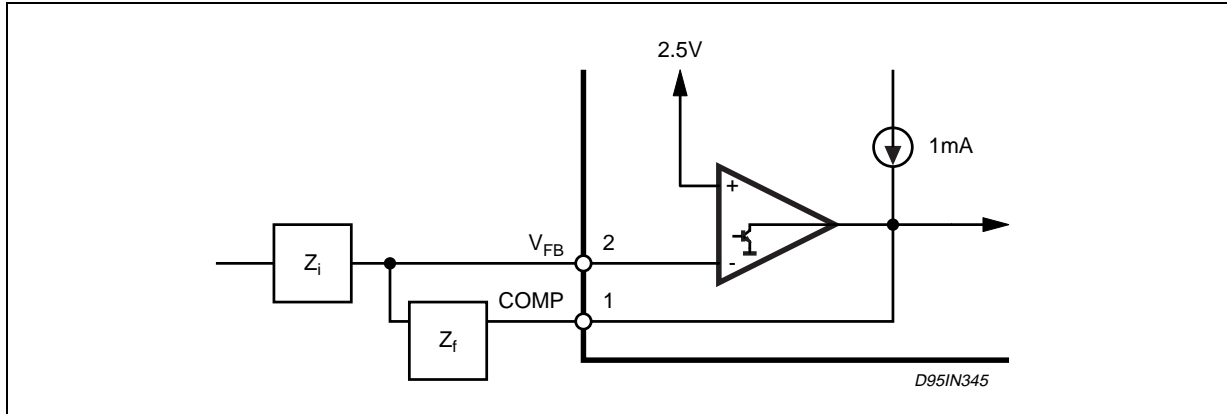 2.5V
1mA
+
Zi
VFB
2
-
COMP
1
Zf
D95IN345